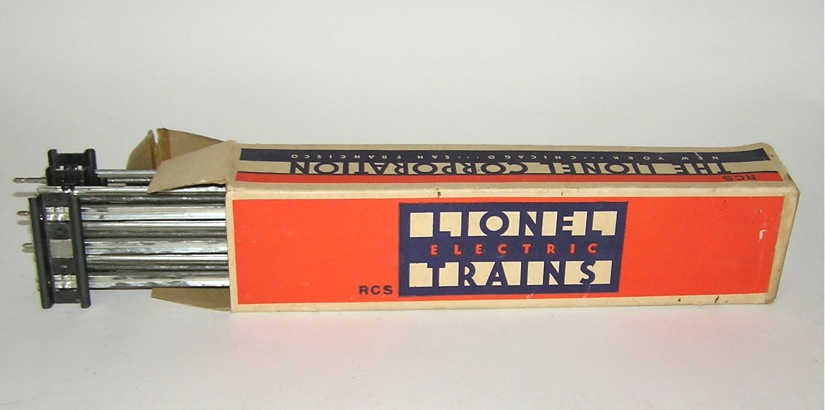 NEW YORK···CHICAGO···SAN FRANCISCO
THE LIONEL CORPORATION
RCS
LIONEL
ELECTRIC
TRAINS
RCS